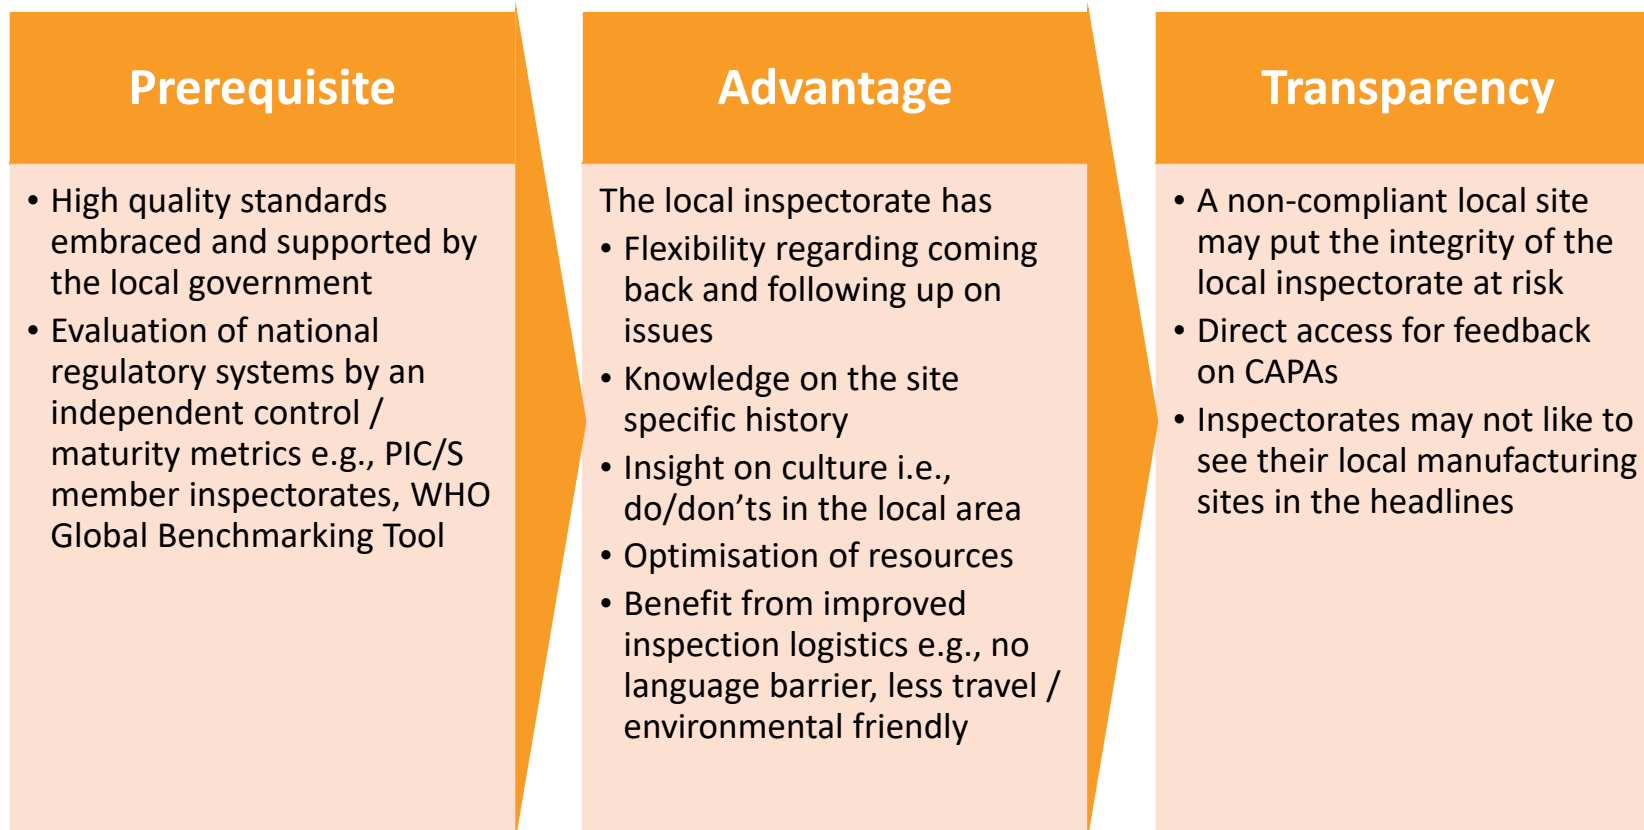 Prerequisite
• High quality standards
embraced and supported by
the local government
• Evaluation of national
regulatory systems by an
independent control /
maturity metrics e.g., PIC/S
member inspectorates, WHO
Global Benchmarking Tool
Advantage
The local inspectorate has
• Flexibility regarding coming
back and following up on
issues
• Knowledge on the site
specific history
• Insight on culture i.e.,
do/don’ts in the local area
• Optimisation of resources
• Benefit from improved
inspection logistics e.g., no
language barrier, less travel /
environmental friendly
Transparency
• A non-compliant local site
may put the integrity of the
local inspectorate at risk
• Direct access for feedback
on CAPAs
• Inspectorates may not like to
see their local manufacturing
sites in the headlines